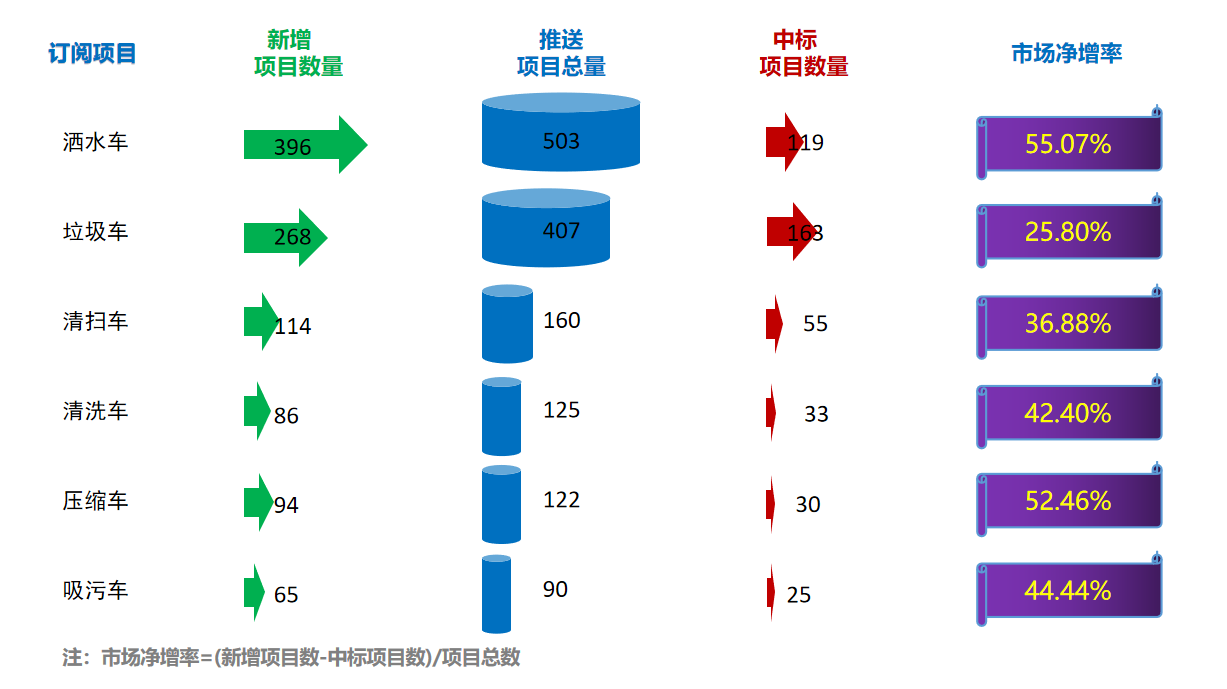 订阅项目
新增
项目数量
推送
项目总量
中标
项目数量
市场净增率
洒水车 396 503 119 55.07%
垃圾车 268 407 163 25.80%
清扫车 114 160 55 36.88%
清洗车 86 125 33 42.40%
压缩车 94 122 30 52.46%
吸污车 65 90 25 44.44%
注：市场净增率=(新增项目数-中标项目数)/项目总数